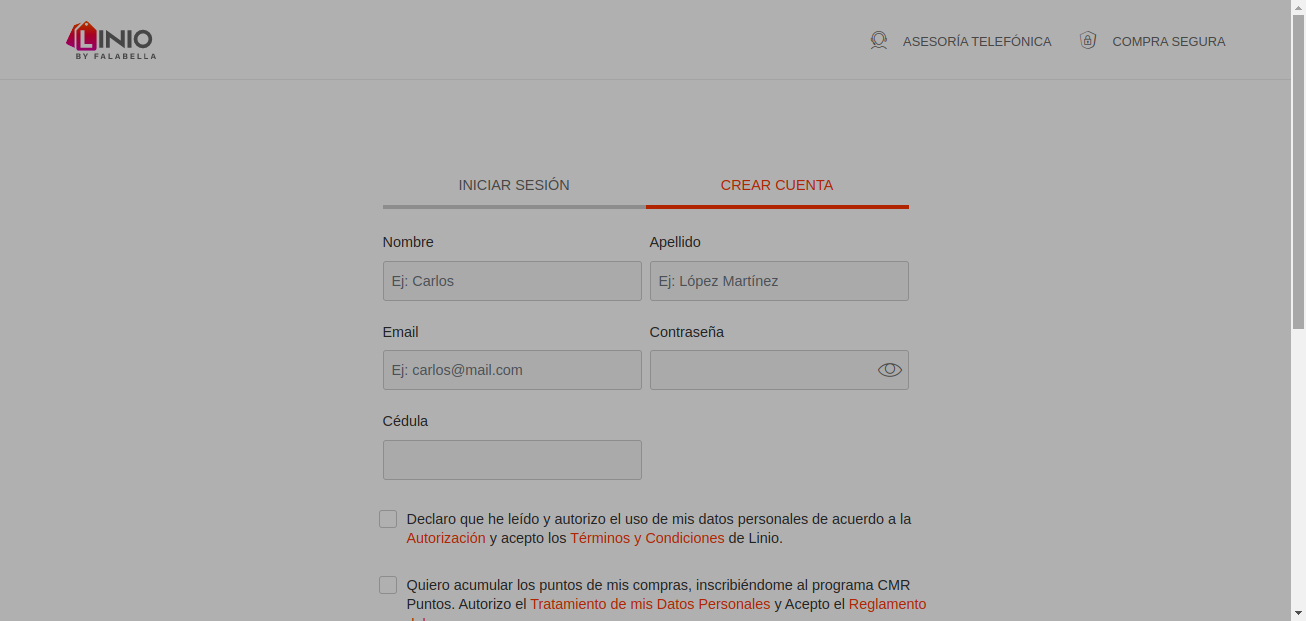 LINIO
BY FALABELLA
ASESORÍA TELEFÓNICA
COMPRA SEGURA
INICIAR SESIÓN
CREAR CUENTA
Nombre
Apellido
Ej: Carlos
Ej: López Martínez
Email
Contraseña
Ej: carlos@mail.com
Cédula
Declaro que he leído y autorizo el uso de mis datos personales de acuerdo a la
Autorización y acepto los Términos y Condiciones de Linio.
Quiero acumular los puntos de mis compras, inscribiéndome al programa CMR
Puntos. Autorizo el Tratamiento de mis Datos Personales y Acepto el Reglamento